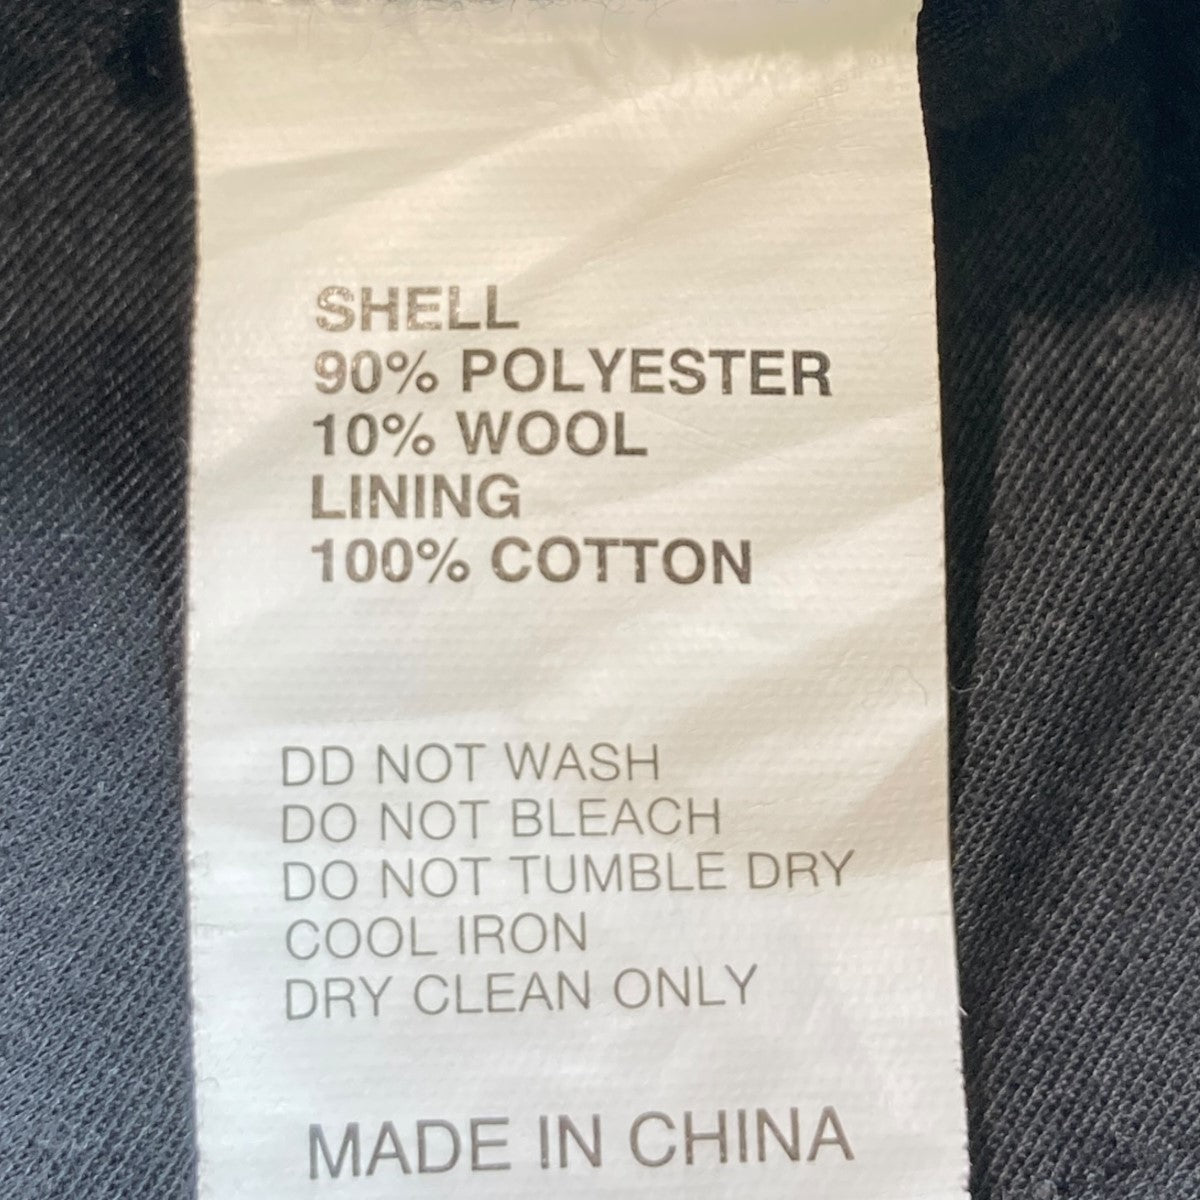 SHELL
90% POLYESTER
10% WOOL
LINING
100% COTTON
DD NOT WASH
DO NOT BLEACH
DO NOT TUMBLE DRY
COOL IRON
DRY CLEAN ONLY
MADE IN CHINA